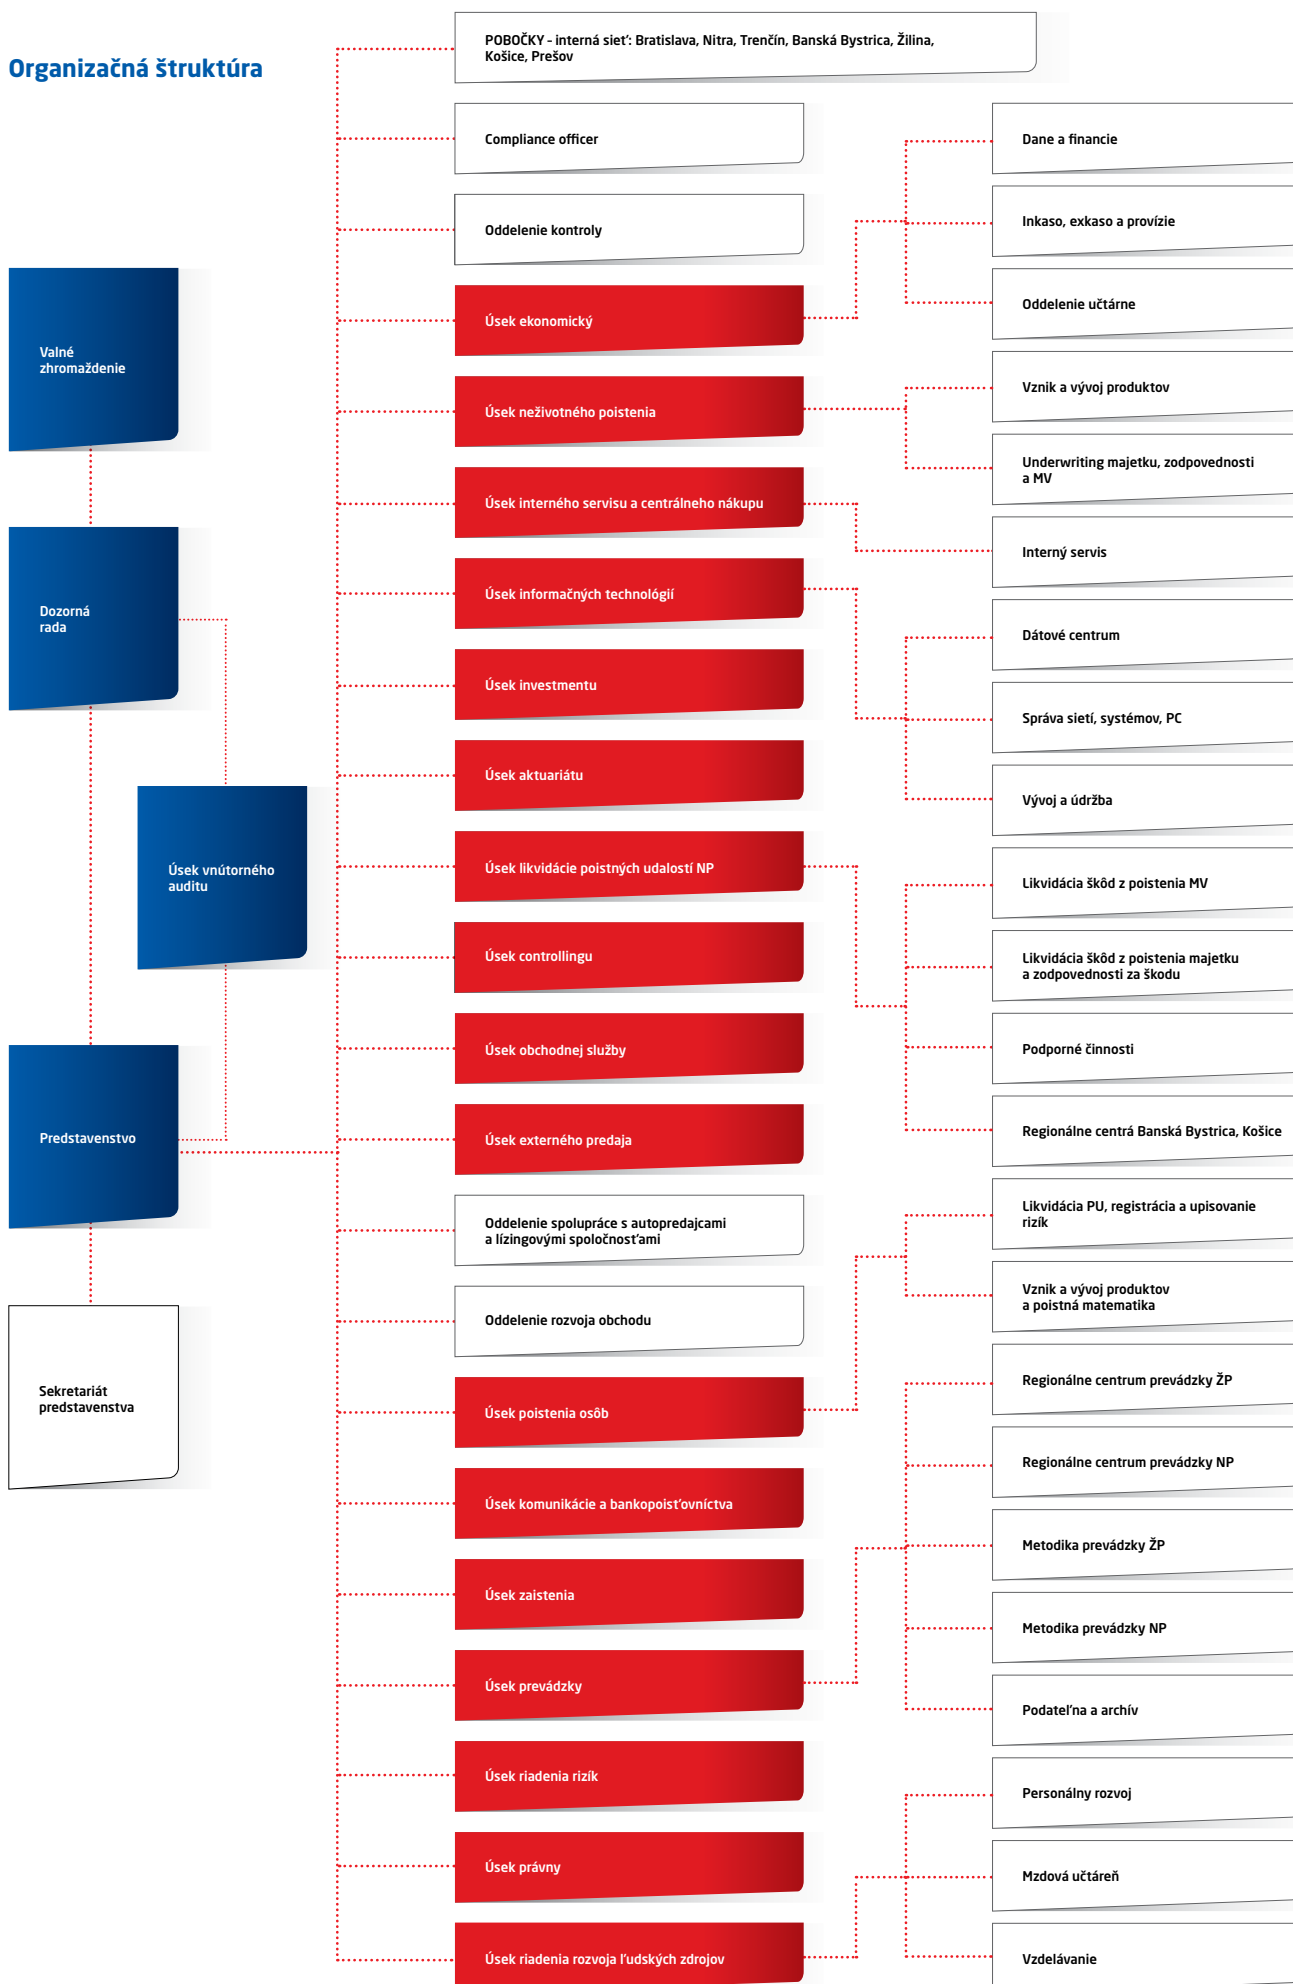 Organizačná štruktúra
Valné
zhromaždenie
Dozorná
rada
Úsek vnútorného
auditu
Predstavenstvo
Sekretariát
predstavenstva
POBOČKY - interná sieť: Bratislava, Nitra, Trenčín, Banská Bystrica, Žilina,
Košice, Prešov
Compliance officer
Oddelenie kontroly
Úsek ekonomický
Úsek neživotného poistenia
Úsek interného servisu a centrálneho nákupu
Úsek informačných technológií
Úsek investmentu
Úsek aktuariátu
Úsek likvidácie poistných udalostí NP
Úsek controllingu
Úsek obchodnej služby
Úsek externého predaja
Oddelenie spolupráce s autopredajcami
a lízingovými spoločnosťami
Oddelenie rozvoja obchodu
Úsek poistenia osôb
Úsek komunikácie a bankopoisťovníctva
Úsek zaistenia
Úsek prevádzky
Úsek riadenia rizík
Úsek právny
Úsek riadenia rozvoja ľudských zdrojov
Dane a financie
Inkaso, exkaso a provízie
Oddelenie učtárne
Vznik a vývoj produktov
Underwriting majetku, zodpovednosti
a MV
Interný servis
Dátové centrum
Správa sietí, systémov, PC
Vývoj a údržba
Likvidácia škôd z poistenia MV
Likvidácia škôd z poistenia majetku
a zodpovednosti za škodu
Podporné činnosti
Regionálne centrá Banská Bystrica, Košice
Likvidácia PU, registrácia a upisovanie
rizík
Vznik a vývoj produktov
a poistná matematika
Regionálne centrum prevádzky ŽP
Regionálne centrum prevádzky NP
Metodika prevádzky ŽP
Metodika prevádzky NP
Podateľna a archív
Personálny rozvoj
Mzdová učtáreň
Vzdelávanie